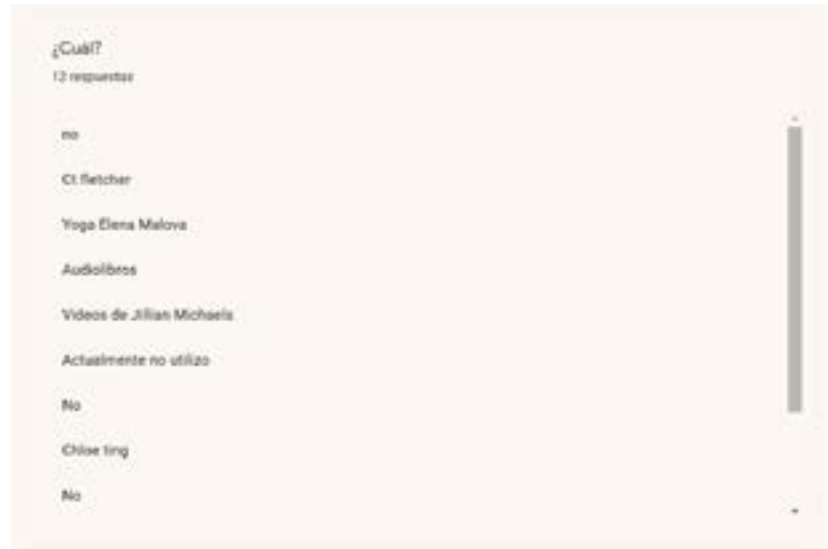 ¿Cuál?
12 respuestas
no
Ct fletcher
Yoga Elena Malova
Audiolibros
Videos de Jillian Michaels
Actualmente no utilizo
No
Chloe ting
No